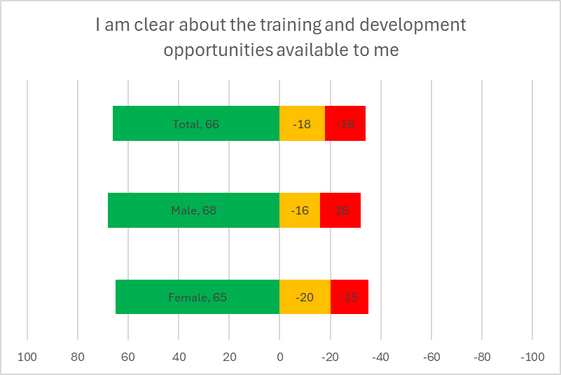 I am clear about the training and development
opportunities available to me
Total, 66 -18 -16
Male, 68 -16 16
Female, 65 -20 -15
100 80 60 40 20 0 -20 -40 -60 -80 -100